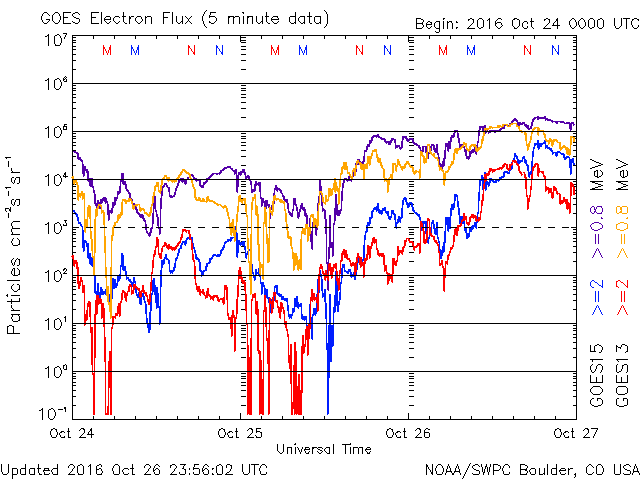 GOES Electron Flux (5 minute data)
Begin: 2016 Oct 24 0000 UTC
M M N N M M N N M M N N
10⁷
10⁶
10⁵
10⁴
10³
10²
10¹
10⁰
10⁻¹
Particles cm⁻²s⁻¹sr⁻¹
Oct 24 Oct 25 Oct 26 Oct 27
Universal Time
GOES15 >=2 >=0.8 MeV
GOES13 >=2 >=0.8 MeV
Updated 2016 Oct 26 23:56:02 UTC
NOAA/SWPC Boulder, CO USA